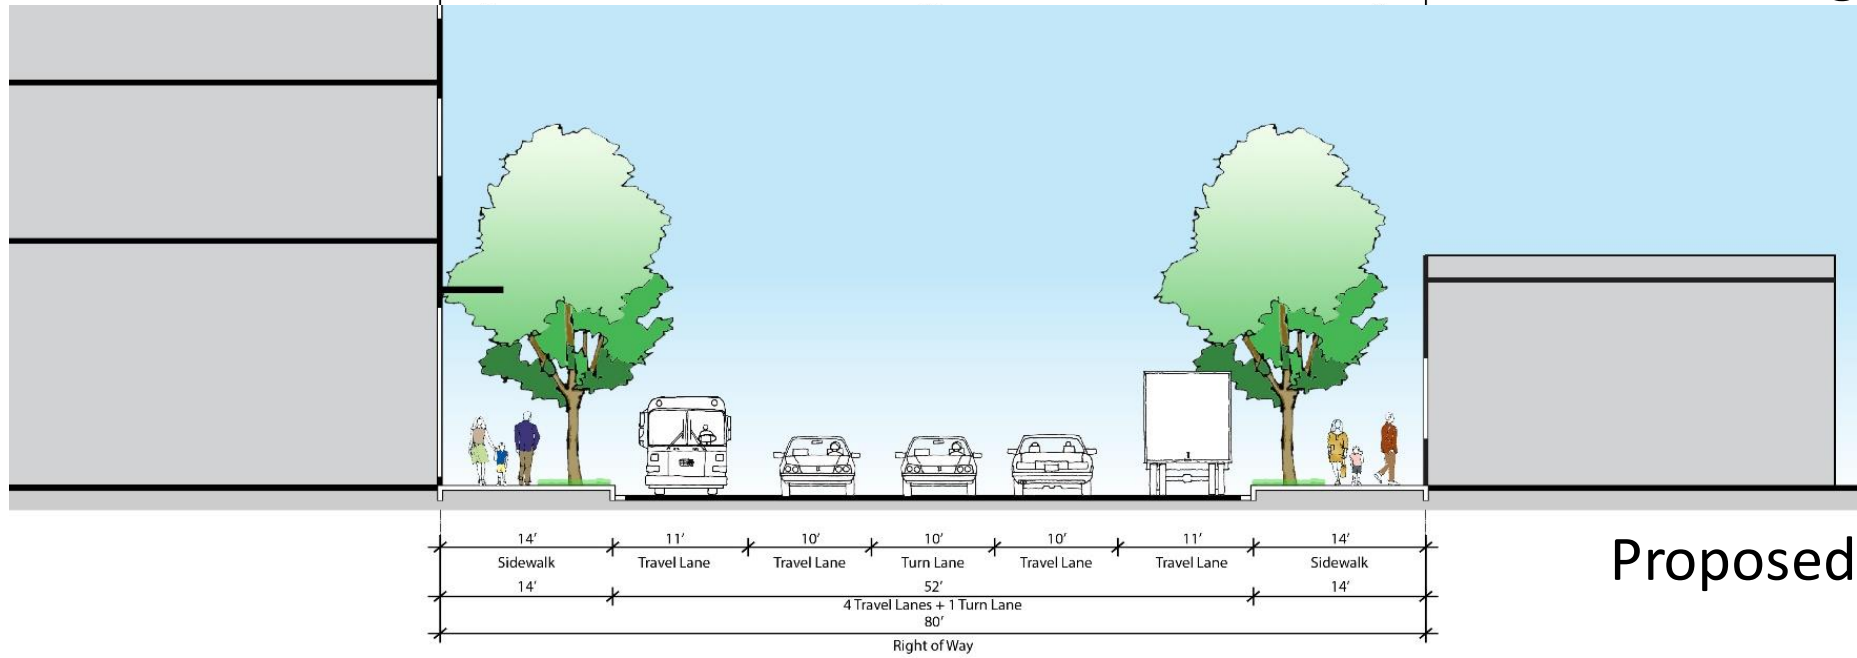 14' 11' 10' 10' 10' 11' 14'
Sidewalk Travel Lane Travel Lane Turn Lane Travel Lane Travel Lane Sidewalk
14' 52' 14'
4 Travel Lanes + 1 Turn Lane
80'
Right of Way
Proposed